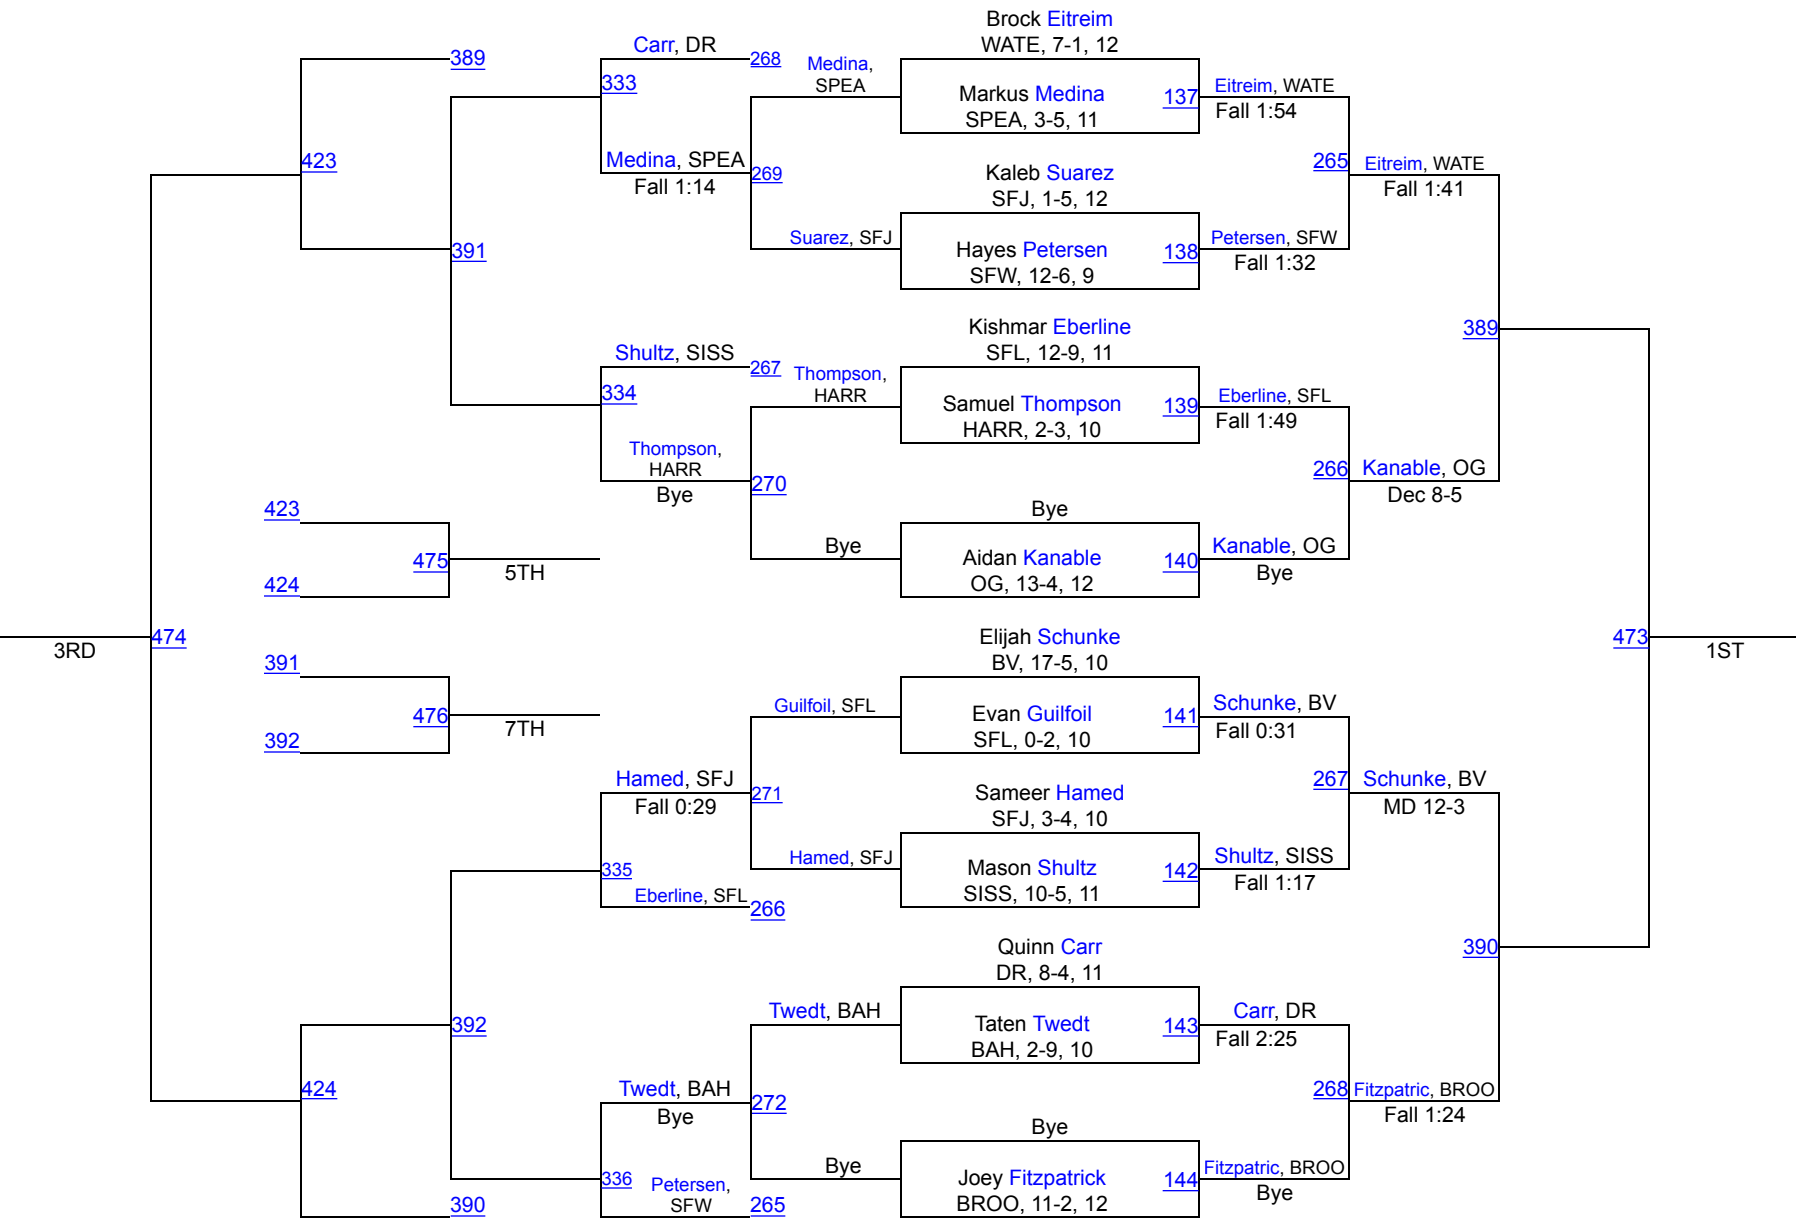 Brock Eitreim
WATE, 7-1, 12
389
Carr, DR
268
Medina,
SPEA
333
Markus Medina
SPEA, 3-5, 11
137
Eitreim, WATE
Fall 1:54
423
Medina, SPEA
Fall 1:14
269
Kaleb Suarez
SFJ, 1-5, 12
265
Eitreim, WATE
Fall 1:41
391
Suarez, SFJ
Hayes Petersen
SFW, 12-6, 9
138
Petersen, SFW
Fall 1:32
Kishmar Eberline
SFL, 12-9, 11
389
Shultz, SISS
267
Thompson,
HARR
334
Samuel Thompson
HARR, 2-3, 10
139
Eberline, SFL
Fall 1:49
Thompson,
HARR
Bye
270
266
Kanable, OG
Dec 8-5
423
475
424
5TH
Bye
Bye
Aidan Kanable
OG, 13-4, 12
140
Kanable, OG
Bye
3RD
474
Elijah Schunke
BV, 17-5, 10
473
1ST
391
476
392
7TH
Guilfoil, SFL
Evan Guilfoil
SFL, 0-2, 10
141
Schunke, BV
Fall 0:31
Hamed, SFJ
Fall 0:29
271
Sameer Hamed
SFJ, 3-4, 10
267
Schunke, BV
MD 12-3
335
Hamed, SFJ
Mason Shultz
SISS, 10-5, 11
142
Shultz, SISS
Fall 1:17
Eberline, SFL
266
Quinn Carr
DR, 8-4, 11
390
392
Twedt, BAH
Taten Twedt
BAH, 2-9, 10
143
Carr, DR
Fall 2:25
424
Twedt, BAH
Bye
272
Bye
268
Fitzpatric, BROO
Fall 1:24
336
Bye
Joey Fitzpatrick
BROO, 11-2, 12
144
Fitzpatric, BROO
Bye
390
Petersen,
SFW
265